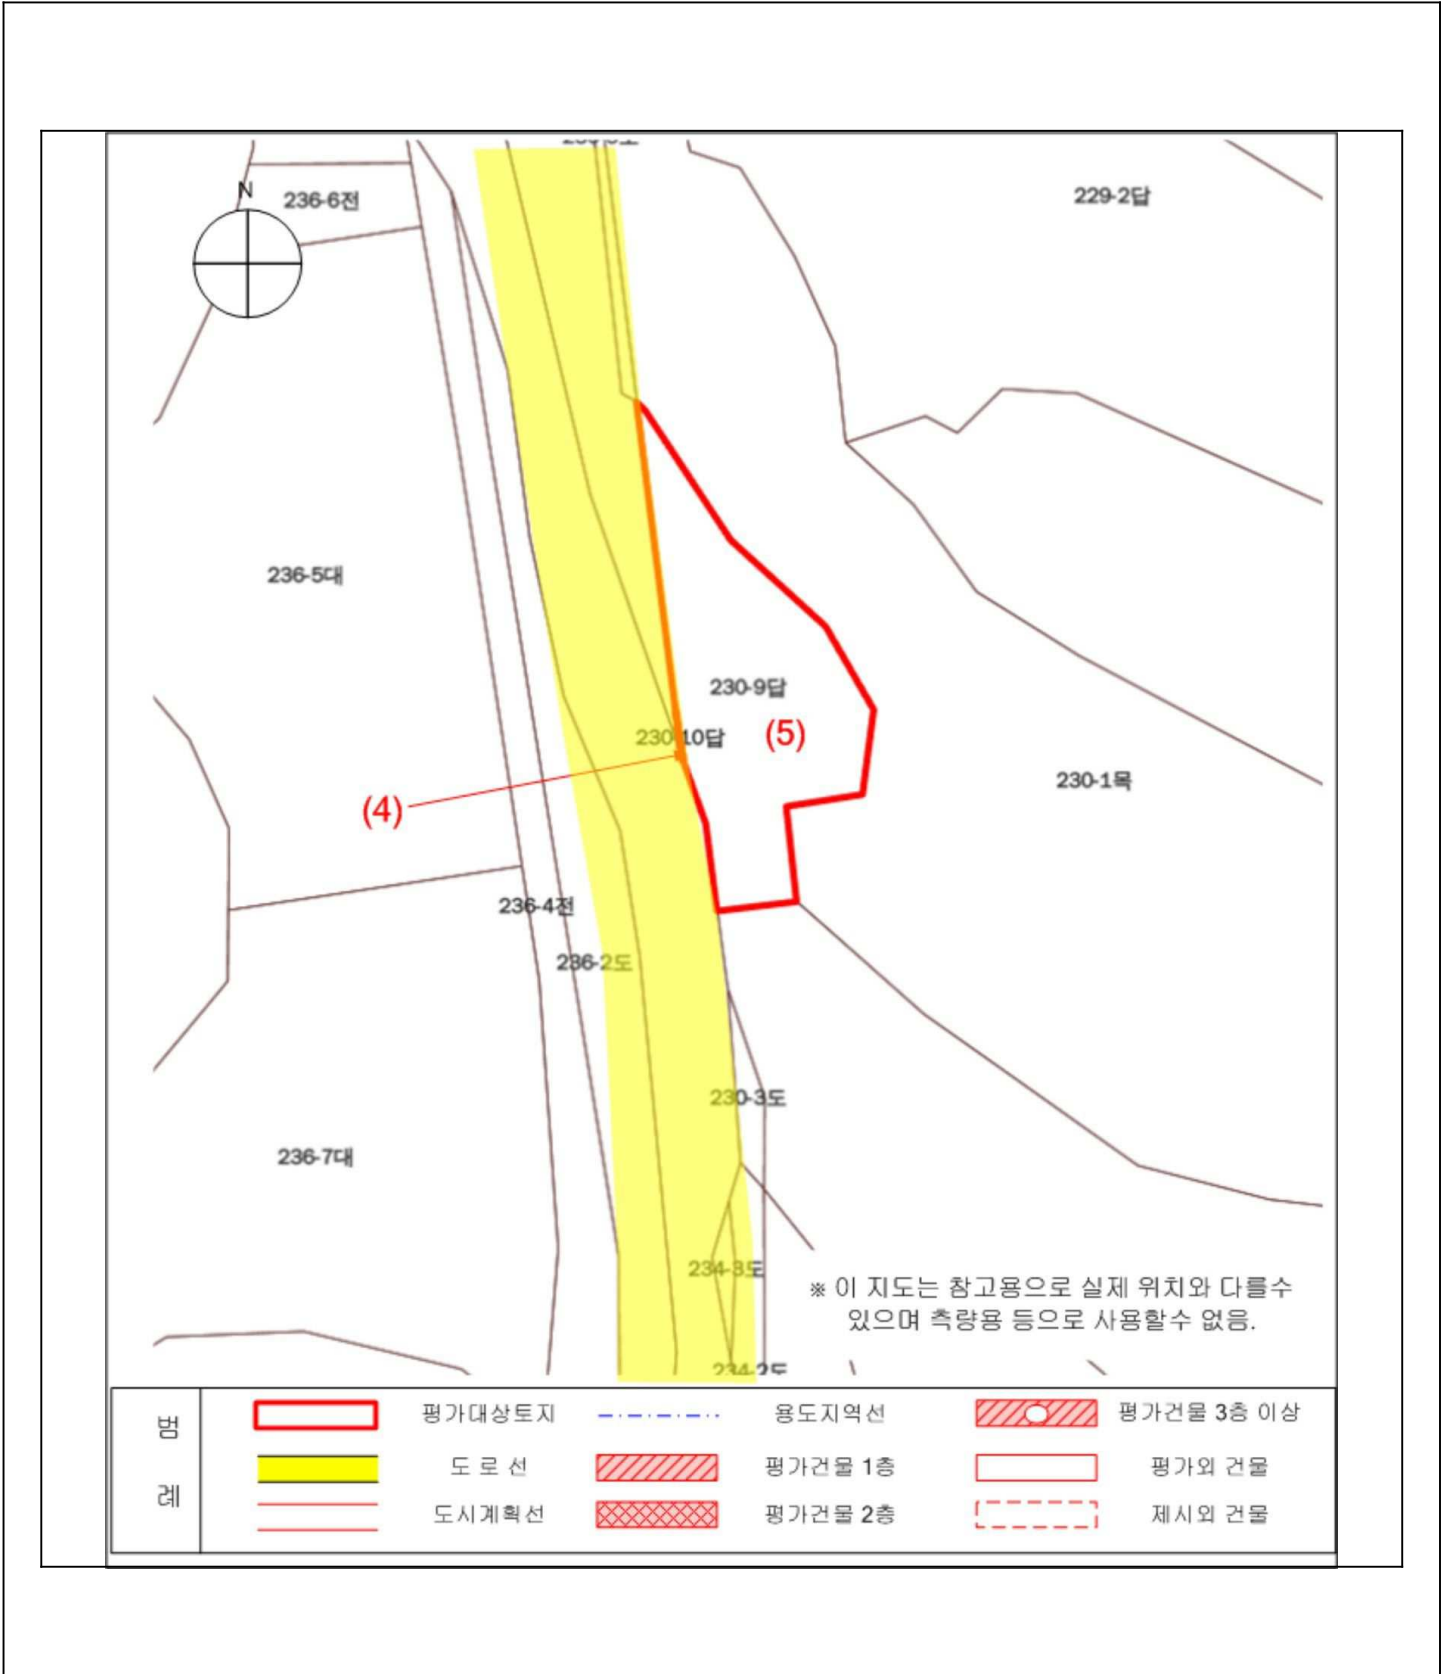 N
236-6전
229-2답
236-5대
230-9답
(5)
230-10답
230-1목
(4)
236-4전
236-2도
230-3도
236-7대
234-3도
※ 이 지도는 참고용으로 실제 위치와 다를수
있으며 측량용 등으로 사용할수 없음.
234-2도
범례
평가대상토지
용도지역선
평가건물 3층 이상
도 로 선
평가건물 1층
평가외 건물
도시계획선
평가건물 2층
제시외 건물